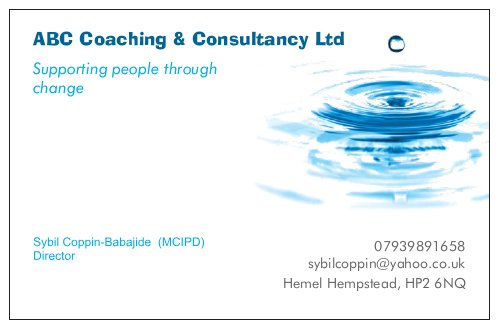 ABC Coaching & Consultancy Ltd
Supporting people through
change
Sybil Coppin-Babajide (MCIPD)
Director
07939891658
sybilcoppin@yahoo.co.uk
Hemel Hempstead, HP2 6NQ